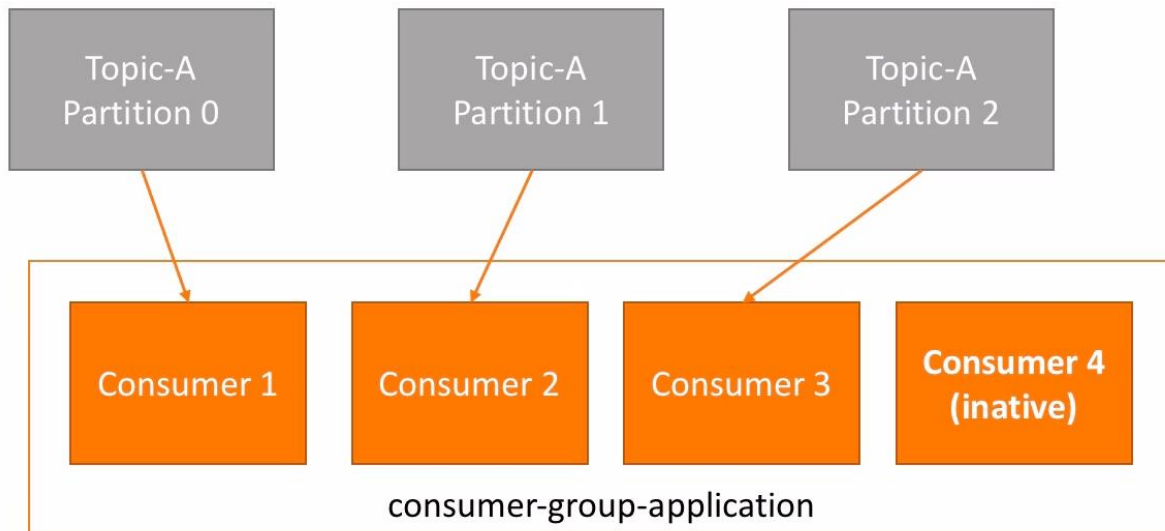 Topic-A
Partition 0
Topic-A
Partition 1
Topic-A
Partition 2
Consumer 1
Consumer 2
Consumer 3
Consumer 4
(inative)
consumer-group-application